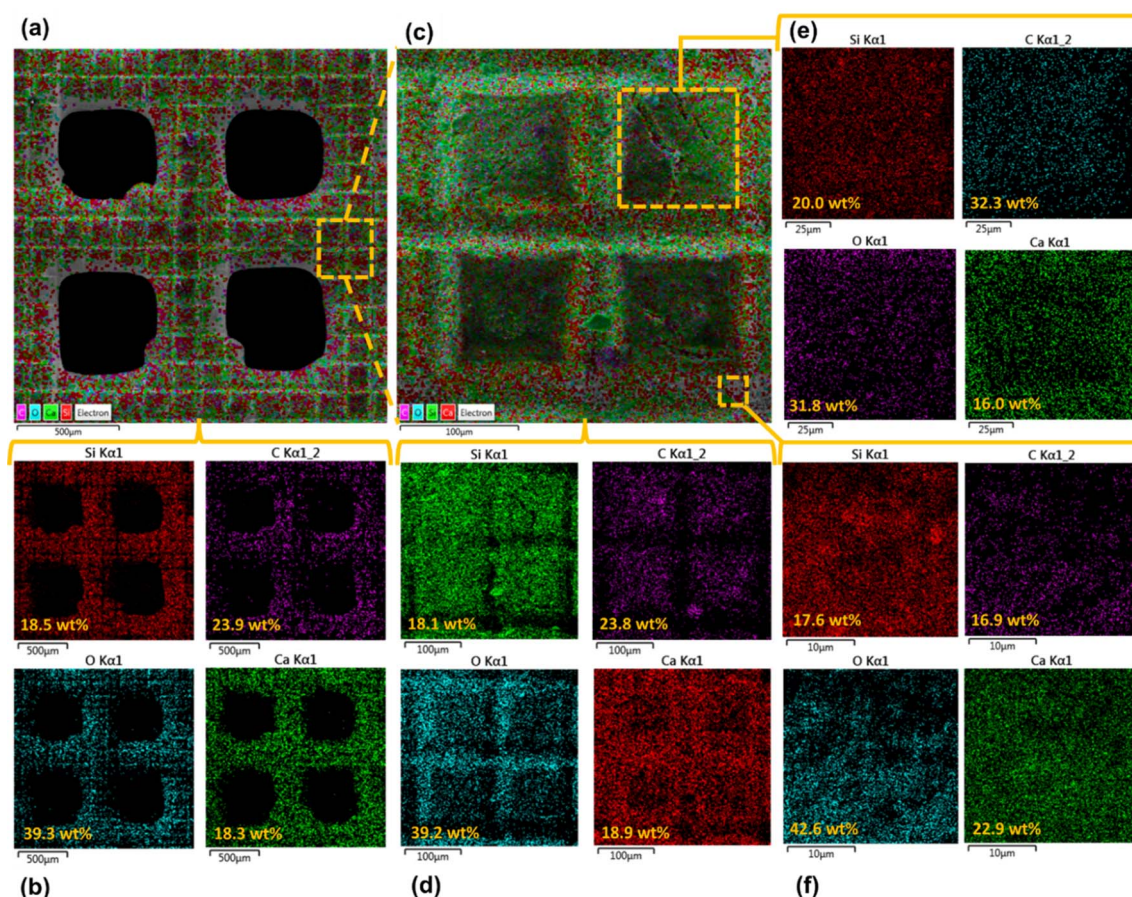 (a)
(c)
(e)
Si Kα1
C Kα1_2
20.0 wt%
32.3 wt%
25µm
25µm
O Kα1
Ca Kα1
31.8 wt%
16.0 wt%
25µm
25µm
C O Ca Si Electron
500µm
C O Si Ca Electron
100µm
Si Kα1
C Kα1_2
18.5 wt%
23.9 wt%
500µm
500µm
O Kα1
Ca Kα1
39.3 wt%
18.3 wt%
500µm
500µm
(b)
Si Kα1
C Kα1_2
18.1 wt%
23.8 wt%
100µm
100µm
O Kα1
Ca Kα1
39.2 wt%
18.9 wt%
100µm
100µm
(d)
Si Kα1
C Kα1_2
17.6 wt%
16.9 wt%
10µm
10µm
O Kα1
Ca Kα1
42.6 wt%
22.9 wt%
10µm
10µm
(f)